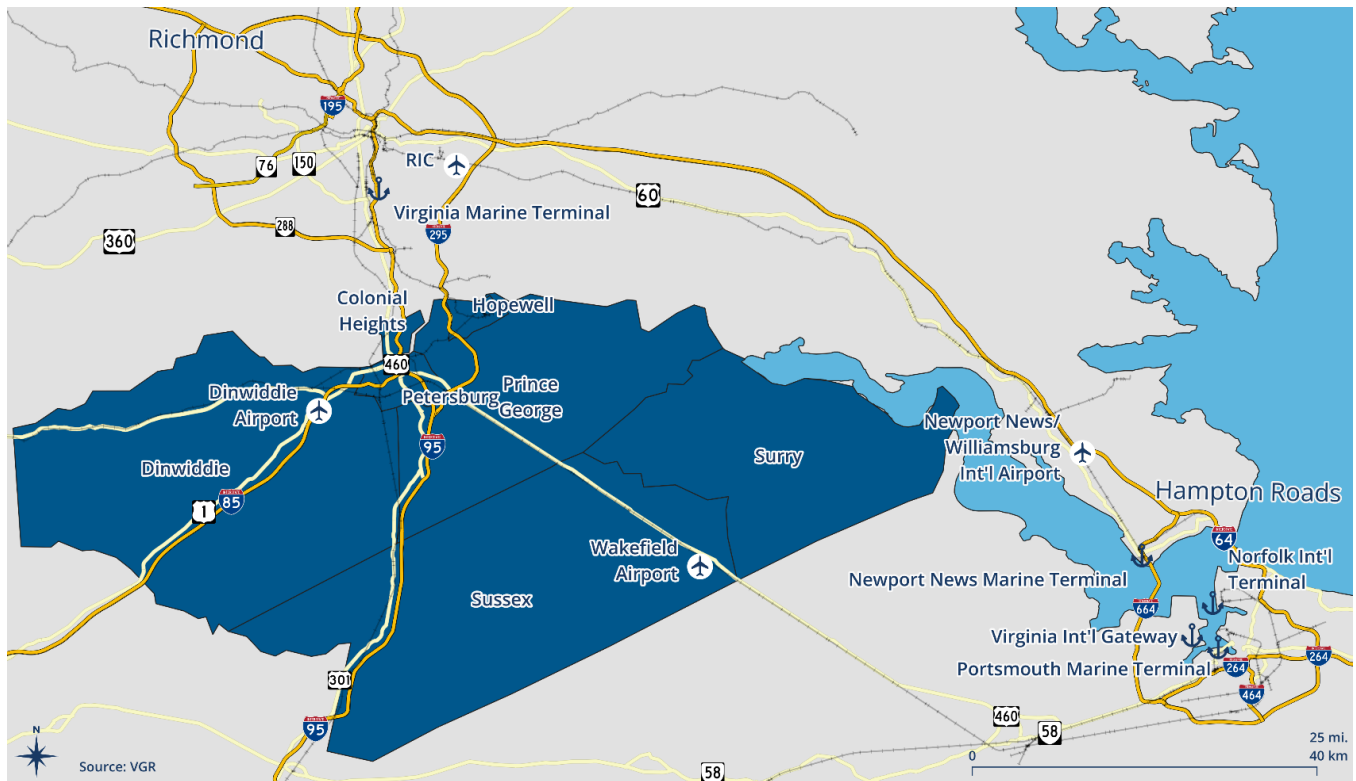 Richmond
195
76
150
RIC
60
Virginia Marine Terminal
288
295
360
Colonial
Heights
Hopewell
460
Dinwiddie
Airport
Petersburg
Prince
George
95
Newport News/
Williamsburg
Int'l Airport
Surry
Dinwiddie
85
1
Hampton Roads
64
Wakefield
Airport
Norfolk Int'l
Terminal
Newport News Marine Terminal
Sussex
664
Virginia Int'l Gateway
Portsmouth Marine Terminal
264
264
464
301
460
58
95
N
Source: VGR
58
25 mi.
0
40 km